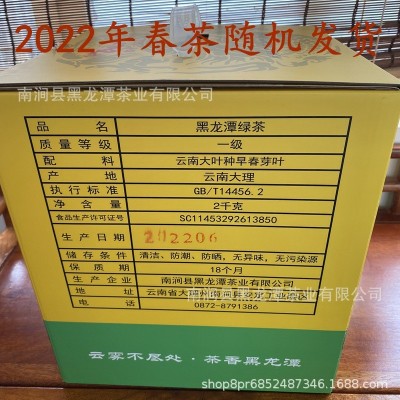 2022年春茶随机发货
南涧县黑龙潭茶业有限公司
品名 黑龙潭绿茶
质量等级 一级
配料 云南大叶种早春芽叶
产地 云南大理
执行标准 GB/T14456.2
净含量 2千克
食品生产许可证号 SC11453292613850
生产日期 202206
储存条件 清洁、防潮、防晒，无异味，无污染源
保质期 18个月
生产企业 南涧县黑龙潭茶业有限公司
地址 云南省大理
电话 0872-8791386
云雾不尽处·茶香黑龙潭
shop8pr6852487346.1688.com